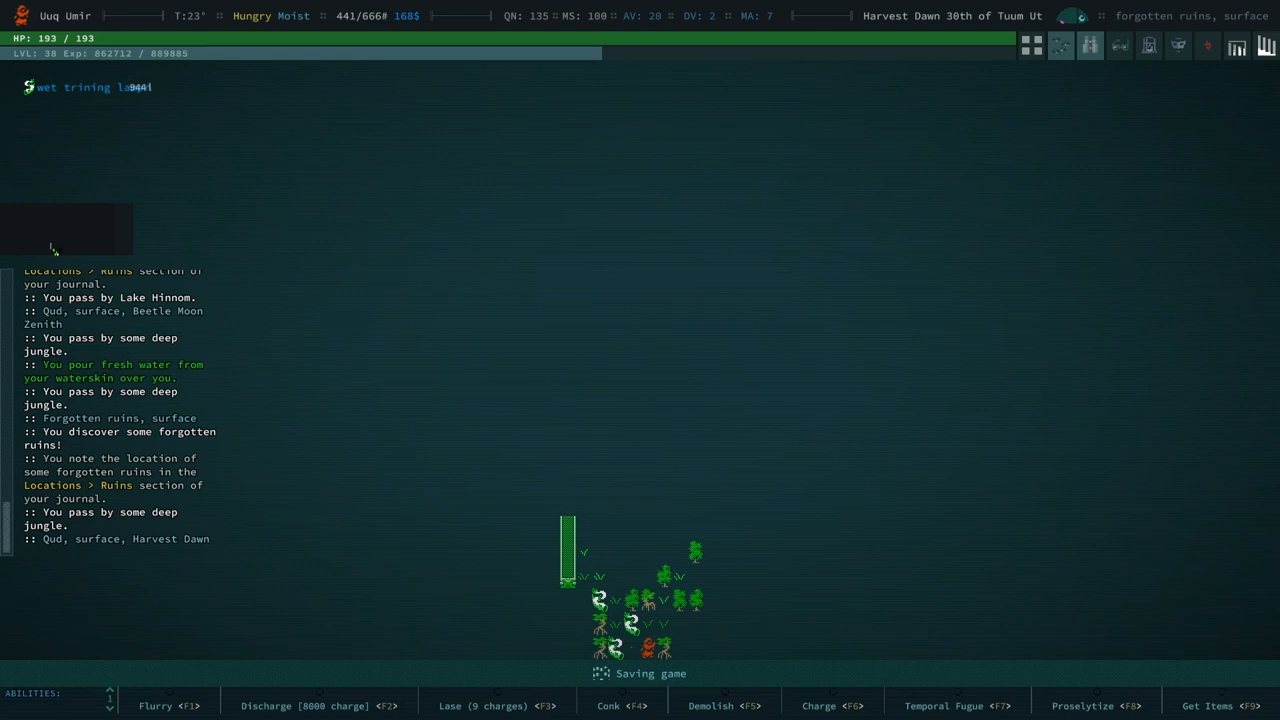 Uuq Umir T:23° :: Hungry Moist :: 441/666# 168$ QN: 135 :: MS: 100 :: AV: 20 :: DV: 2 :: MA: 7 Harvest Dawn 30th of Tuum Ut :: forgotten ruins, surface
HP: 193 / 193
LVL: 38 Exp: 862712 / 889885
wet trining
Locations > Ruins section of
your journal.
:: You pass by Lake Hinnom.
:: Qud, surface, Beetle Moon
Zenith
:: You pass by some deep
jungle.
:: You pour fresh water from
your waterskin over you.
:: You pass by some deep
jungle.
:: Forgotten ruins, surface
:: You discover some forgotten
ruins!
:: You note the location of
some forgotten ruins in the
Locations > Ruins section of
your journal.
:: You pass by some deep
jungle.
:: Qud, surface, Harvest Dawn
Saving game
ABILITIES: 1 Flurry <F1> Discharge [8000 charge] <F2> Lase (9 charges) <F3> Conk <F4> Demolish <F5> Charge <F6> Temporal Fugue <F7> Proselytize <F8> Get Items <F9>